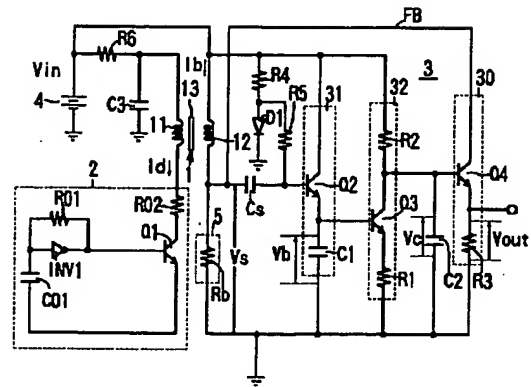 FB
R6
Vin
4
C3
11
Ib
13
12
R4
D1
R5
31
3
32
30
R2
Q4
Id
2
R02
R01
Q1
INV1
C01
5
Rb
Cs
Vs
Q2
Vb
C1
Q3
R1
Vc
C2
R3
Vout